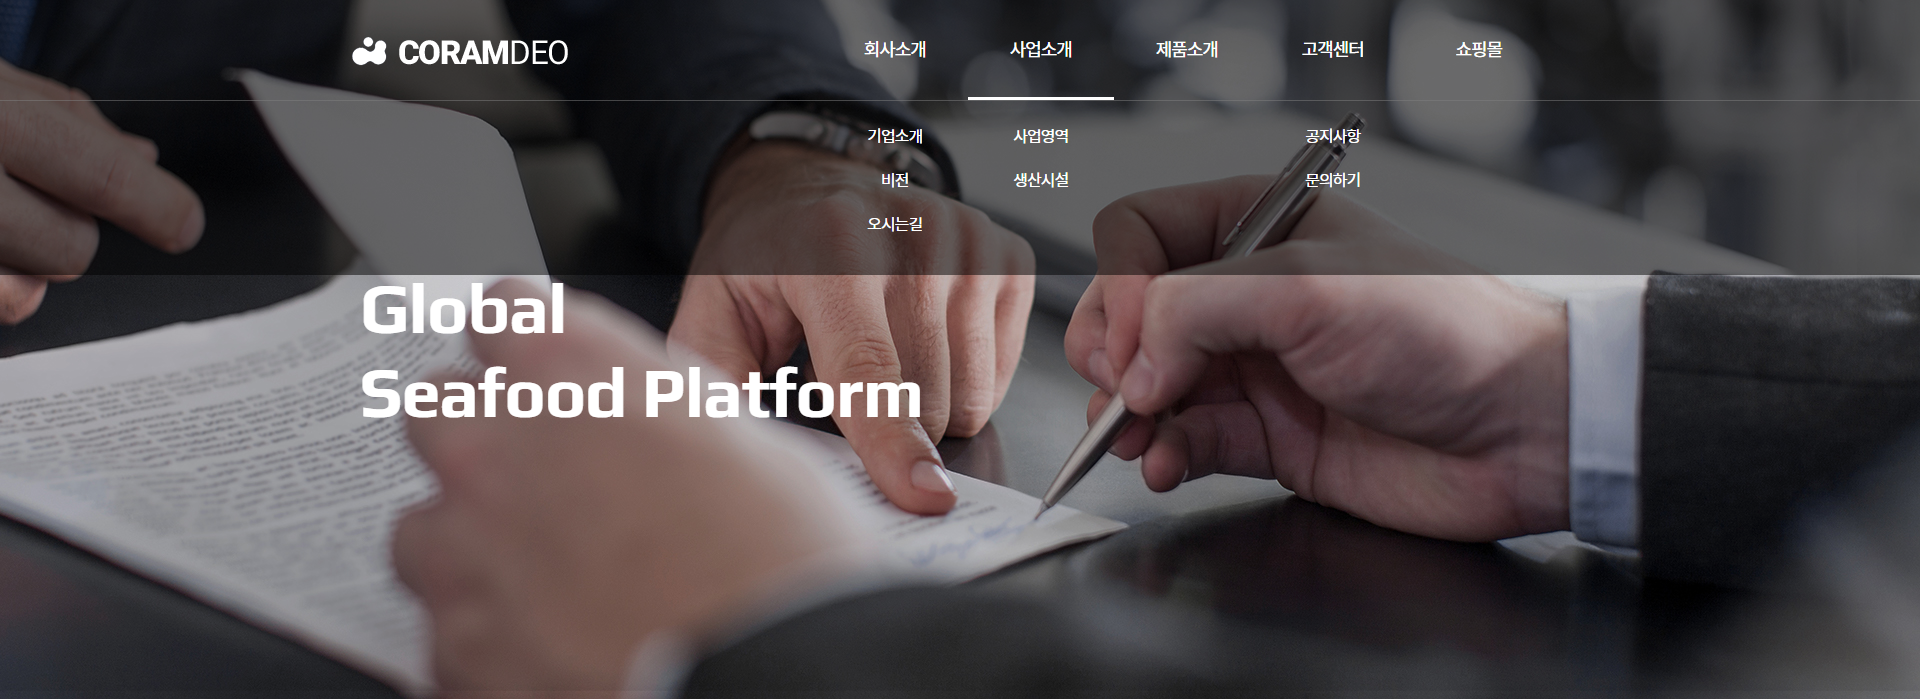 CORAMDEO
회사소개 사업소개 제품소개 고객센터 쇼핑몰
기업소개 사업영역 공지사항
비전 생산시설 문의하기
오시는길
Global
Seafood Platform